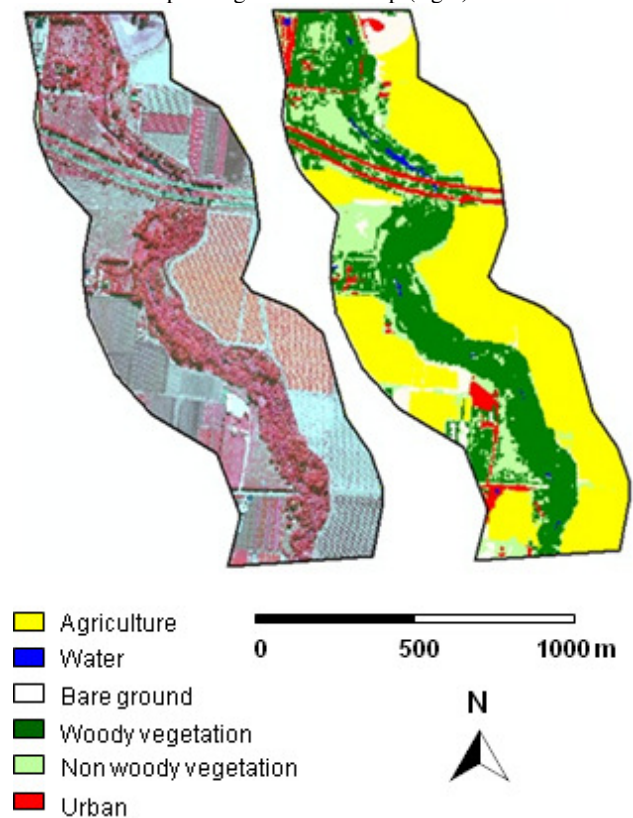 Agriculture
Water
Bare ground
Woody vegetation
Non woody vegetation
Urban
0 500 1000 m
N